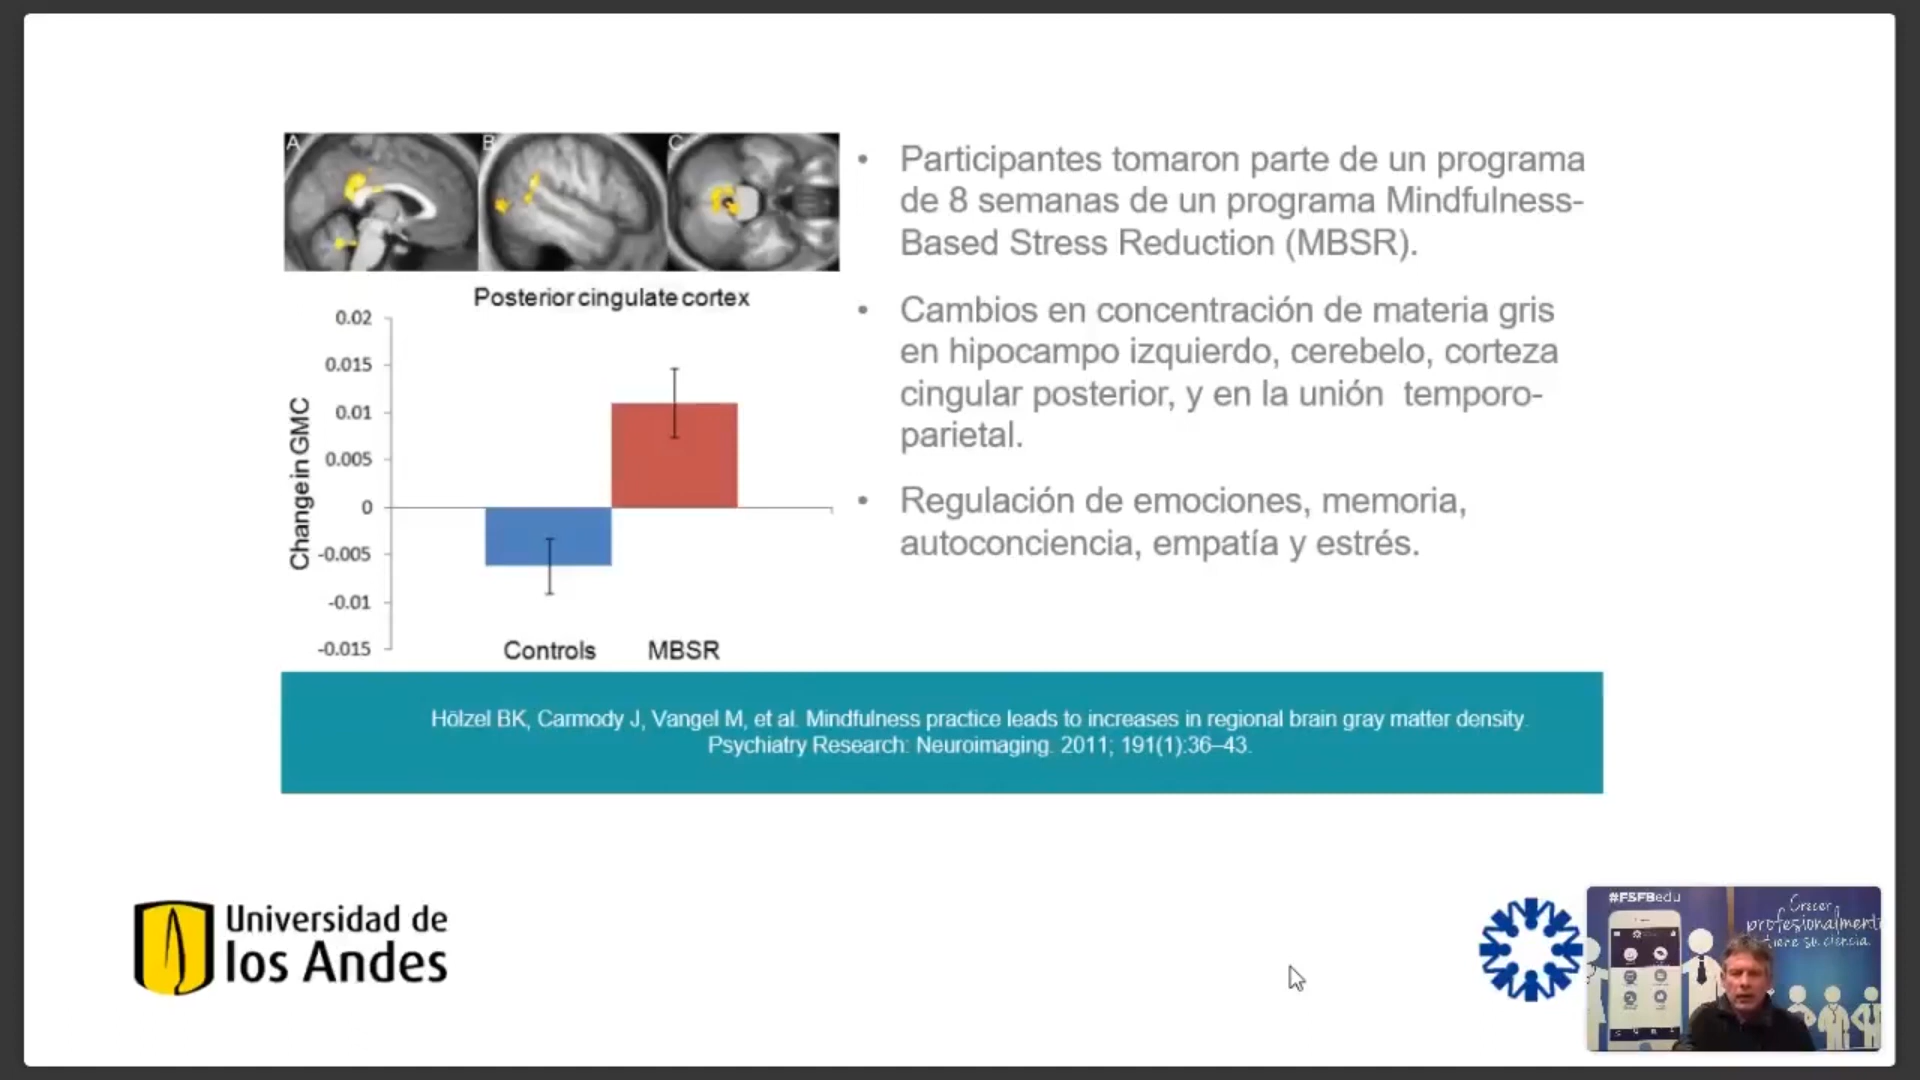 A B C
Posterior cingulate cortex
Change in GMC
0.02
0.015
0.01
0.005
0
-0.005
-0.01
-0.015
Controls MBSR
• Participantes tomaron parte de un programa
de 8 semanas de un programa Mindfulness-
Based Stress Reduction (MBSR).
• Cambios en concentración de materia gris
en hipocampo izquierdo, cerebelo, corteza
cingular posterior, y en la unión temporo-
parietal.
• Regulación de emociones, memoria,
autoconciencia, empatía y estrés.
Hölzel BK, Carmody J, Vangel M, et al. Mindfulness practice leads to increases in regional brain gray matter density.
Psychiatry Research: Neuroimaging. 2011; 191(1):36–43.
Universidad de
los Andes
#FSFBedu
Crecer
profesionalmente
tiene su ciencia.